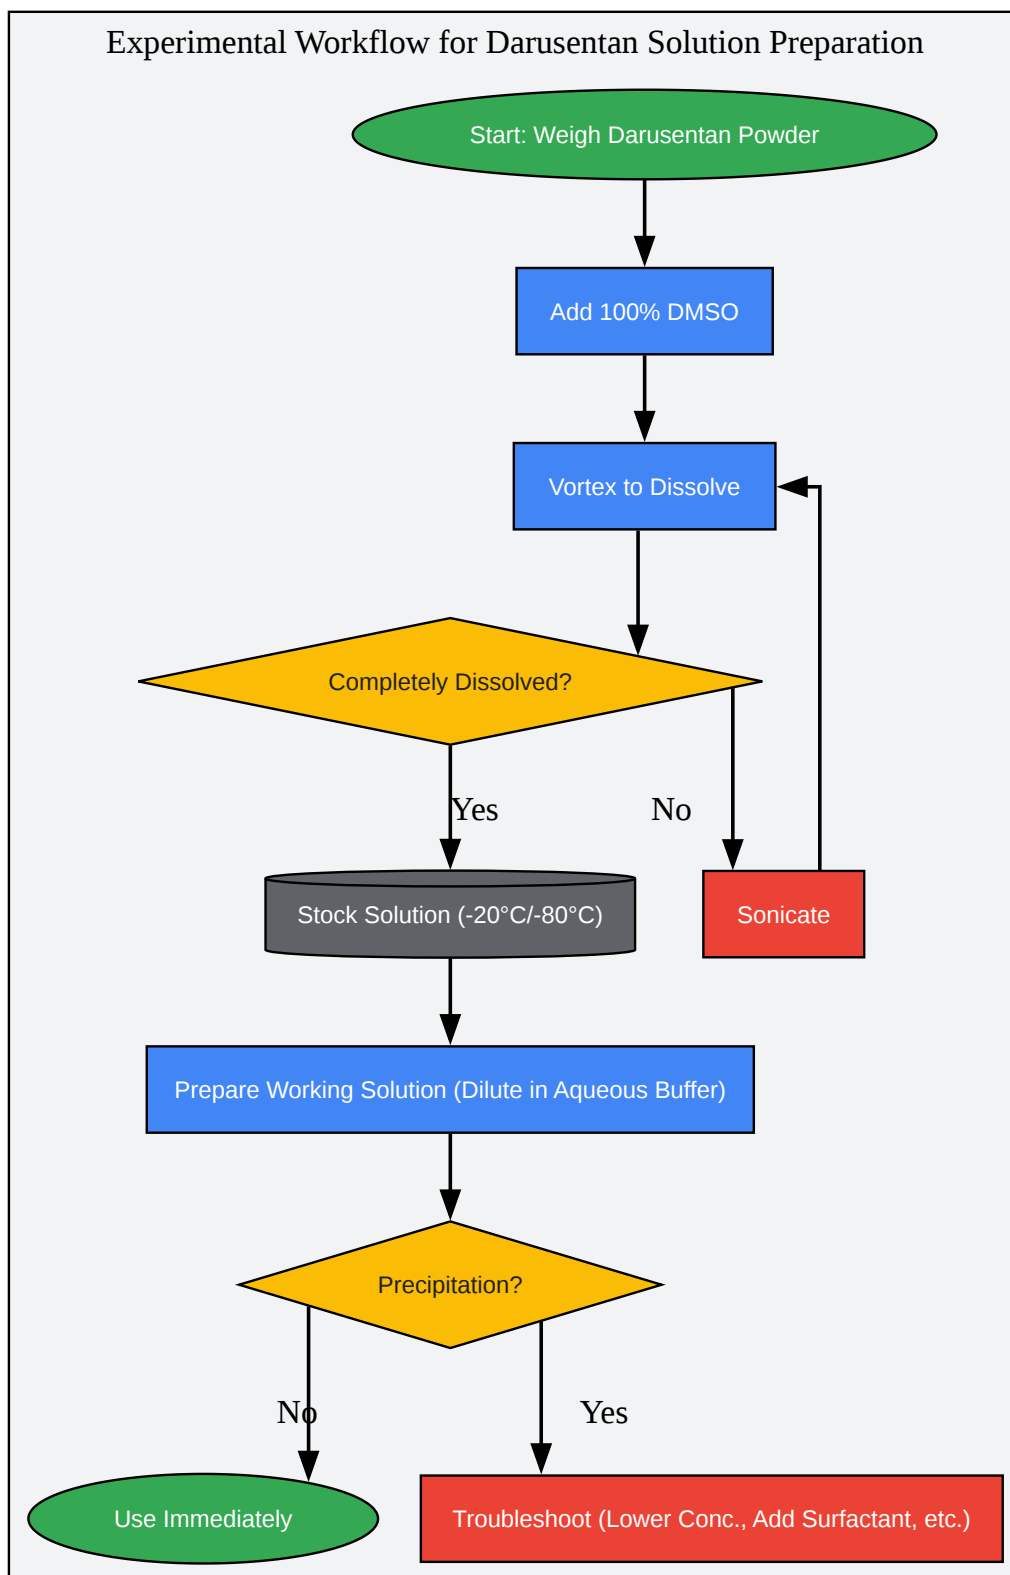 Experimental Workflow for Darusentan Solution Preparation
Start: Weigh Darusentan Powder
Add 100% DMSO
Vortex to Dissolve
Completely Dissolved?
Yes
No
Stock Solution (-20°C/-80°C)
Sonicate
Prepare Working Solution (Dilute in Aqueous Buffer)
Precipitation?
No
Yes
Use Immediately
Troubleshoot (Lower Conc., Add Surfactant, etc.)